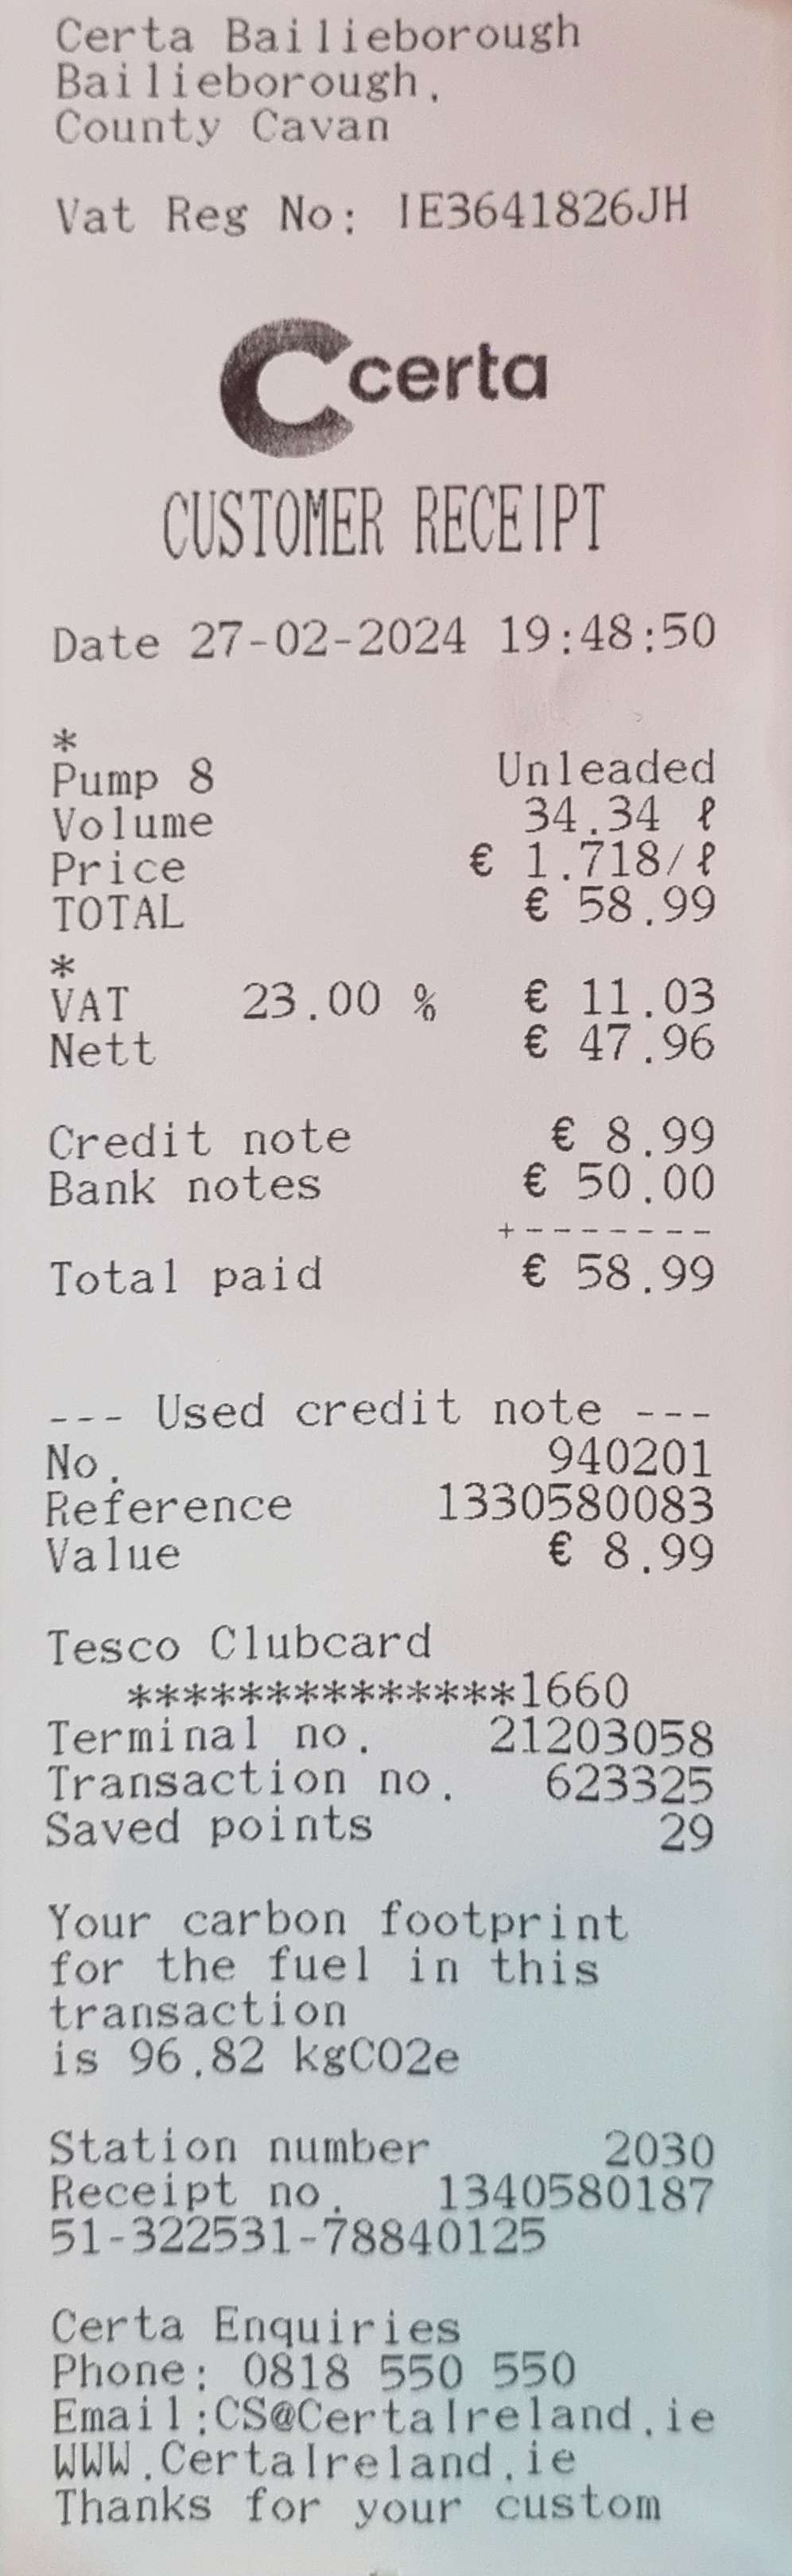 Certa Bailieborough
Bailieborough,
County Cavan
Vat Reg No: IE3641826JH
certa
CUSTOMER RECEIPT
Date 27-02-2024 19:48:50
*
Pump 8 Unleaded
Volume 34.34 ℓ
Price € 1.718/ℓ
TOTAL € 58.99
*
VAT 23.00 % € 11.03
Nett € 47.96
Credit note € 8.99
Bank notes € 50.00
+--------
Total paid € 58.99
--- Used credit note ---
No. 940201
Reference 1330580083
Value € 8.99
Tesco Clubcard
**************1660
Terminal no. 21203058
Transaction no. 623325
Saved points 29
Your carbon footprint
for the fuel in this
transaction
is 96.82 kgCO2e
Station number 2030
Receipt no. 1340580187
51-322531-78840125
Certa Enquiries
Phone: 0818 550 550
Email:CS@CertaIreland.ie
WWW.CertaIreland.ie
Thanks for your custom